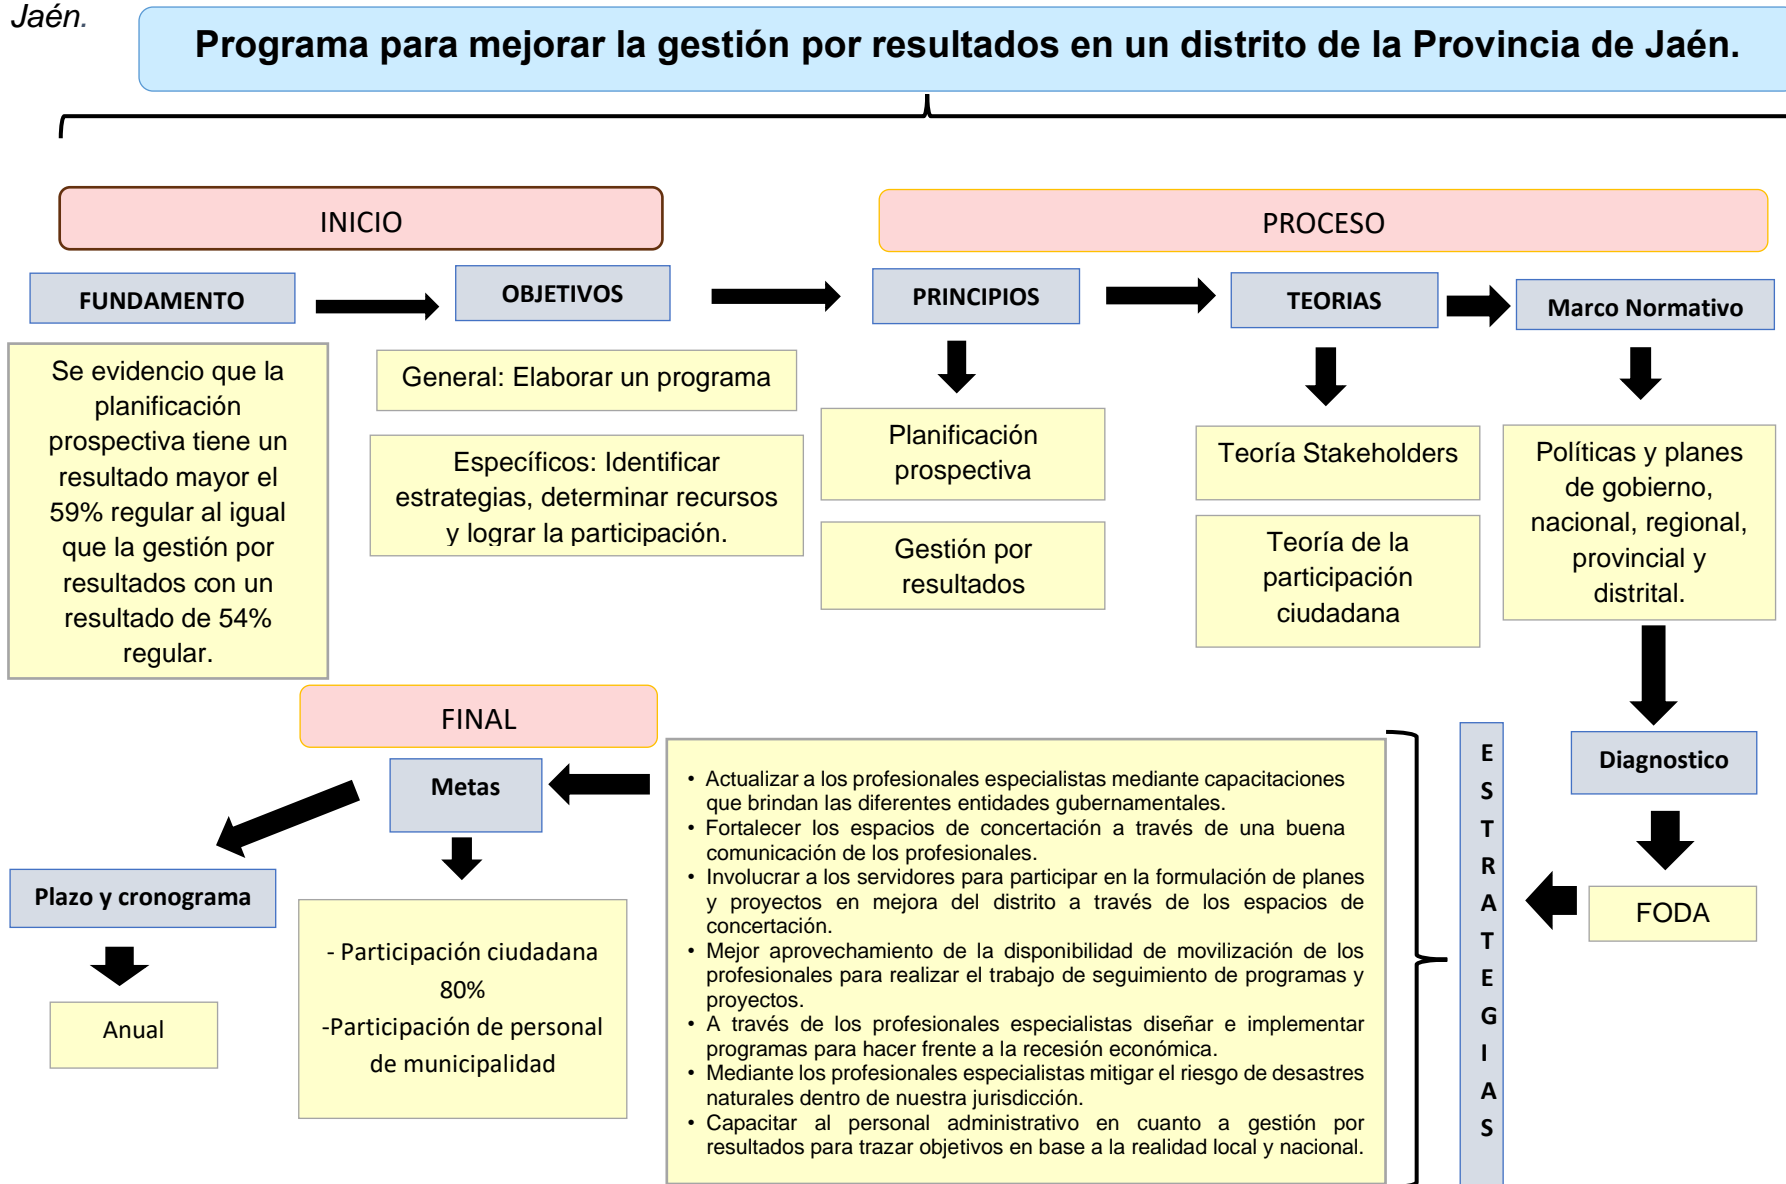 Jaén.
Programa para mejorar la gestión por resultados en un distrito de la Provincia de Jaén.
INICIO
PROCESO
FUNDAMENTO
OBJETIVOS
PRINCIPIOS
TEORIAS
Marco Normativo
Se evidencio que la
planificación
prospectiva tiene un
resultado mayor el
59% regular al igual
que la gestión por
resultados con un
resultado de 54%
regular.
General: Elaborar un programa
Específicos: Identificar
estrategias, determinar recursos
y lograr la participación.
Planificación
prospectiva
Gestión por
resultados
Teoría Stakeholders
Teoría de la
participación
ciudadana
Políticas y planes
de gobierno,
nacional, regional,
provincial y
distrital.
Diagnostico
FODA
E
S
T
R
A
T
E
G
I
A
S
• Actualizar a los profesionales especialistas mediante capacitaciones
que brindan las diferentes entidades gubernamentales.
• Fortalecer los espacios de concertación a través de una buena
comunicación de los profesionales.
• Involucrar a los servidores para participar en la formulación de planes
y proyectos en mejora del distrito a través de los espacios de
concertación.
• Mejor aprovechamiento de la disponibilidad de movilización de los
profesionales para realizar el trabajo de seguimiento de programas y
proyectos.
• A través de los profesionales especialistas diseñar e implementar
programas para hacer frente a la recesión económica.
• Mediante los profesionales especialistas mitigar el riesgo de desastres
naturales dentro de nuestra jurisdicción.
• Capacitar al personal administrativo en cuanto a gestión por
resultados para trazar objetivos en base a la realidad local y nacional.
FINAL
Metas
- Participación ciudadana
80%
-Participación de personal
de municipalidad
Plazo y cronograma
Anual